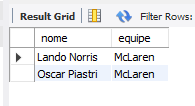 Result Grid Filter Rows:
nome equipe
Lando Norris McLaren
Oscar Piastri McLaren